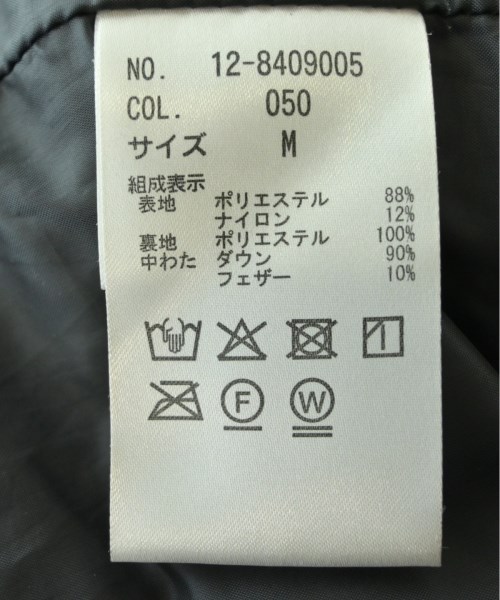 NO. 12-8409005
COL. 050
サイズ M
組成表示
表地 ポリエステル 88%
ナイロン 12%
裏地 ポリエステル 100%
中わた ダウン 90%
フェザー 10%
F W